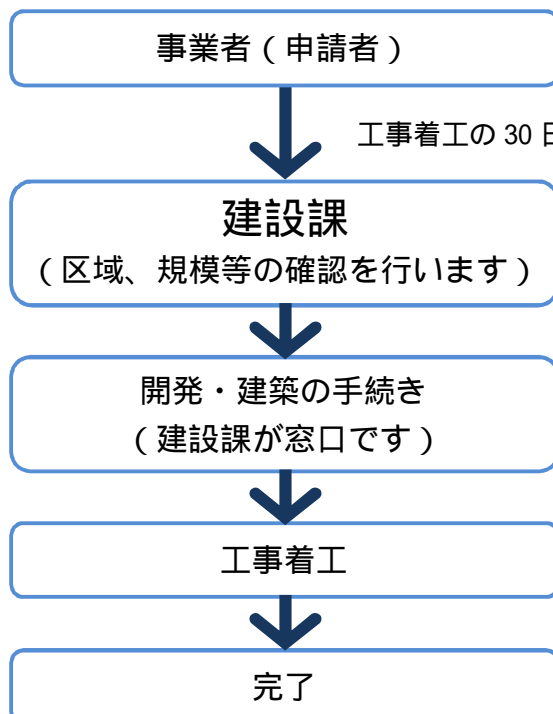 事業者(申請者)
工事着工の30日
建設課
(区域、規模等の確認を行います)
開発・建築の手続き
(建設課が窓口です)
工事着工
完了